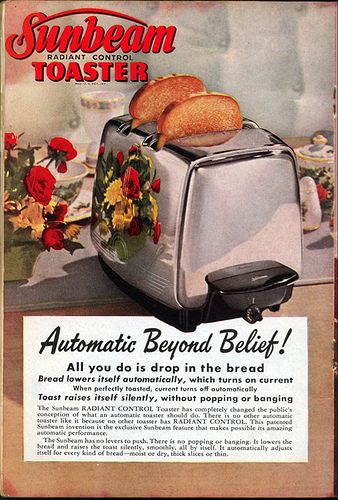 Sunbeam
RADIANT CONTROL
TOASTER
Automatic Beyond Belief!
All you do is drop in the bread
Bread lowers itself automatically, which turns on current
When perfectly toasted, current turns off automatically
Toast raises itself silently, without popping or banging
The Sunbeam RADIANT CONTROL Toaster has completely changed the public's
conception of what an automatic toaster should do. There is no other automatic
toaster like it because no other toaster has RADIANT CONTROL. This patented
Sunbeam invention is the exclusive Sunbeam feature that makes possible its amazing
automatic performance.
The Sunbeam has no levers to push. There is no popping or banging. It lowers the
bread and raises the toast silently, smoothly, all by itself. It automatically adjusts
itself for every kind of bread—moist or dry, thick slices or thin.